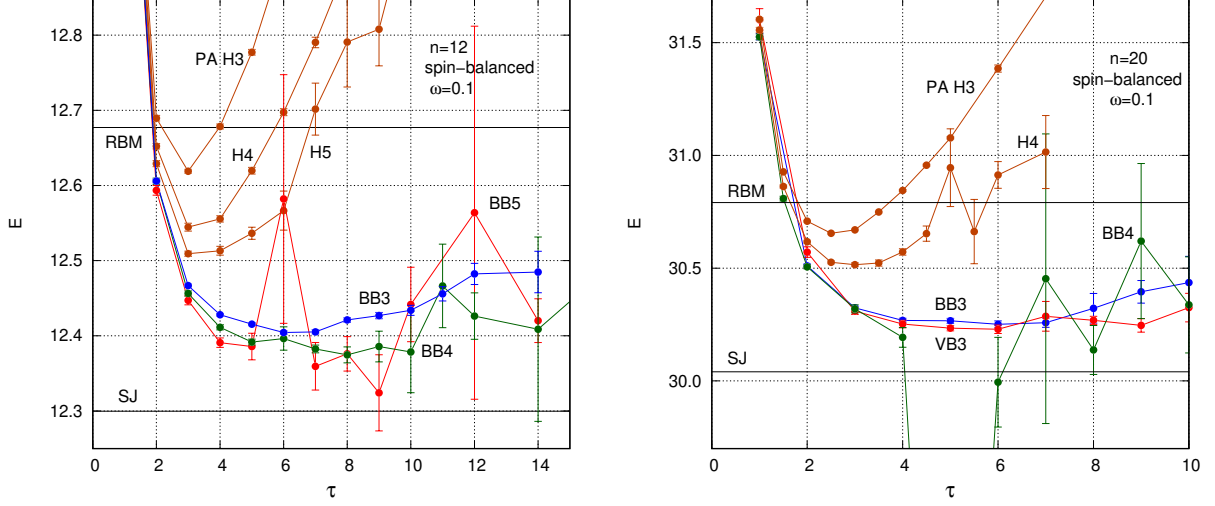 12.8
12.7
12.6
12.5
12.4
12.3
E
PA H3
n=12
spin−balanced
ω=0.1
RBM
H4
H5
BB5
BB3
BB4
SJ
0
2
4
6
8
10
12
14
τ
31.5
31.0
30.5
30.0
E
n=20
spin−balanced
ω=0.1
PA H3
H4
RBM
BB4
BB3
VB3
SJ
0
2
4
6
8
10
τ